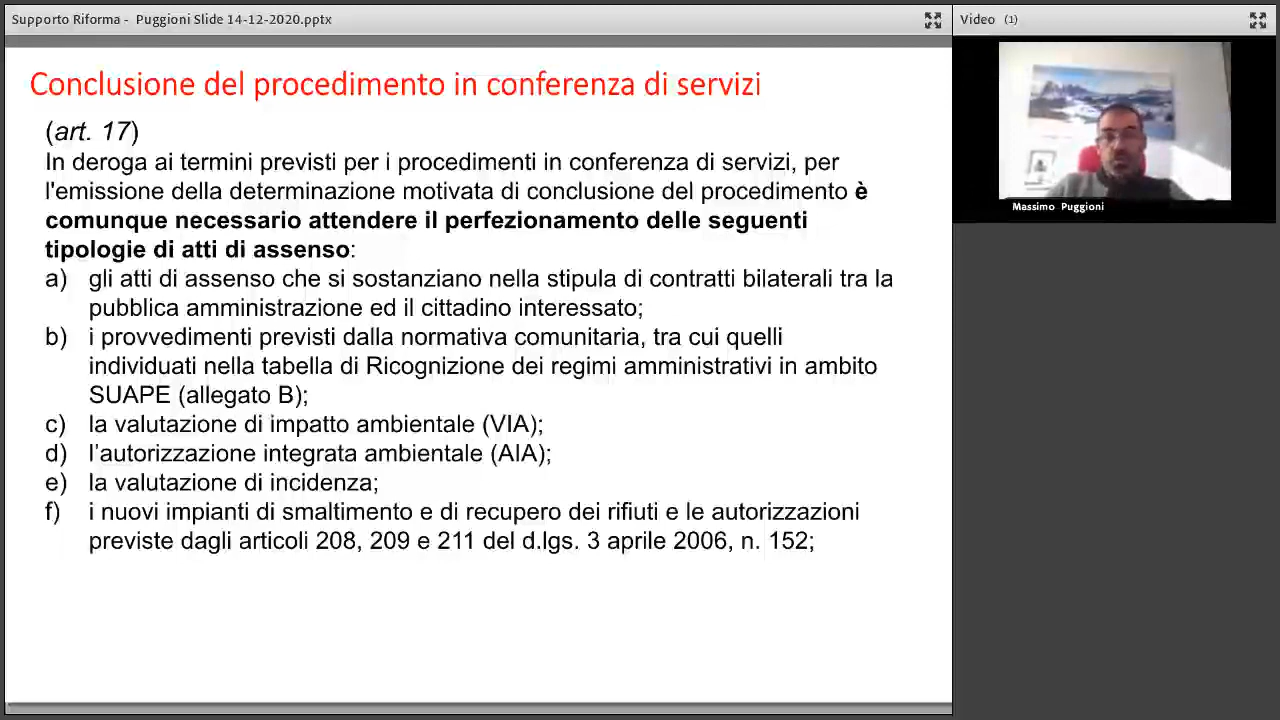 Supporto Riforma - Puggioni Slide 14-12-2020.pptx
Video (1)
Conclusione del procedimento in conferenza di servizi
(art. 17)
In deroga ai termini previsti per i procedimenti in conferenza di servizi, per
l'emissione della determinazione motivata di conclusione del procedimento è
comunque necessario attendere il perfezionamento delle seguenti
tipologie di atti di assenso:
a) gli atti di assenso che si sostanziano nella stipula di contratti bilaterali tra la
pubblica amministrazione ed il cittadino interessato;
b) i provvedimenti previsti dalla normativa comunitaria, tra cui quelli
individuati nella tabella di Ricognizione dei regimi amministrativi in ambito
SUAPE (allegato B);
c) la valutazione di impatto ambientale (VIA);
d) l’autorizzazione integrata ambientale (AIA);
e) la valutazione di incidenza;
f) i nuovi impianti di smaltimento e di recupero dei rifiuti e le autorizzazioni
previste dagli articoli 208, 209 e 211 del d.lgs. 3 aprile 2006, n. 152;
Massimo Puggioni